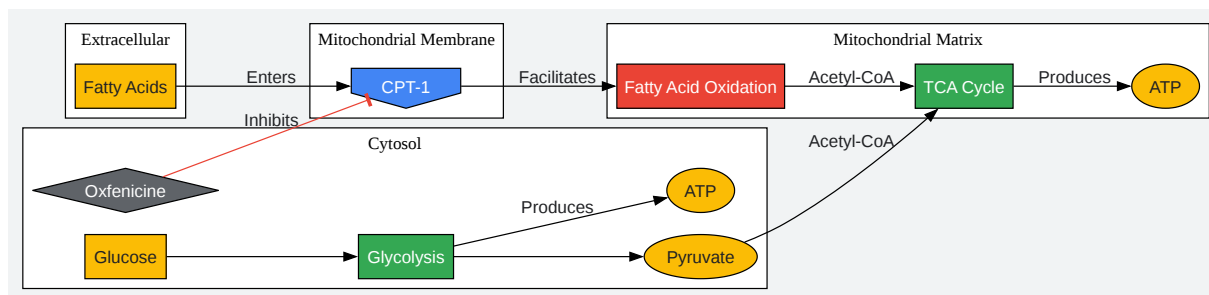 Extracellular
Mitochondrial Membrane
Mitochondrial Matrix
Fatty Acids
Enters
CPT-1
Facilitates
Fatty Acid Oxidation
Acetyl-CoA
TCA Cycle
Produces
ATP
Inhibits
Cytosol
Acetyl-CoA
Oxfenicine
Produces
ATP
Glucose
Glycolysis
Pyruvate